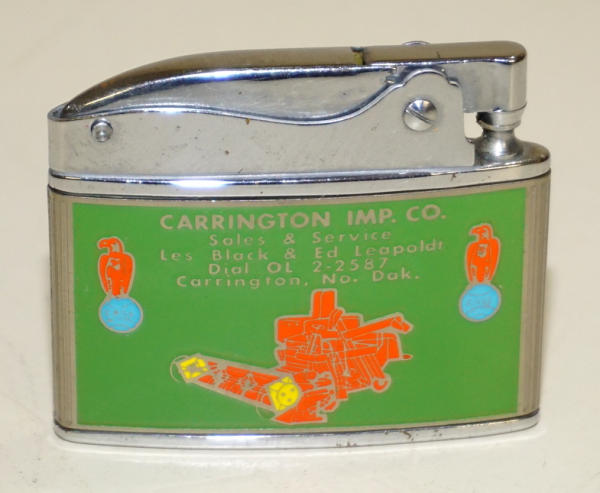 CARRINGTON IMP. CO.
Sales & Service
Les Black & Ed Leapoldt
Dial OL 2-2587
Carrington, No. Dak.